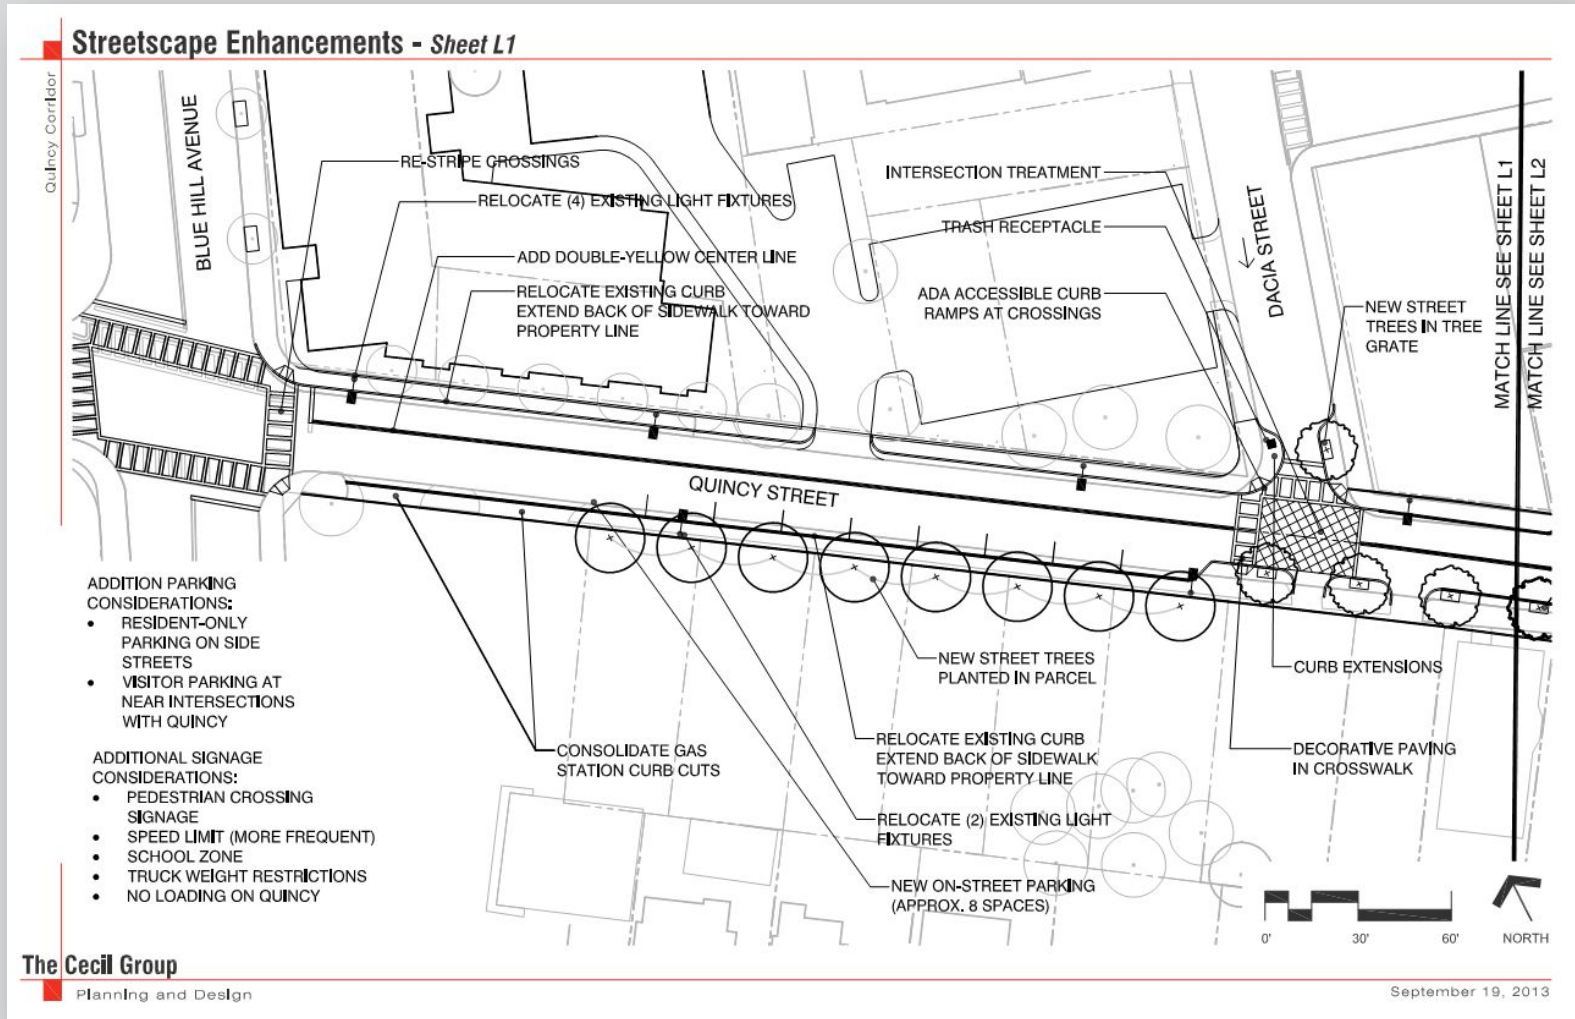 Streetscape Enhancements - Sheet L1
Quincy Corridor
BLUE HILL AVENUE
RE-STRIPE CROSSINGS
RELOCATE (4) EXISTING LIGHT FIXTURES
ADD DOUBLE-YELLOW CENTER LINE
RELOCATE EXISTING CURB
EXTEND BACK OF SIDEWALK TOWARD
PROPERTY LINE
INTERSECTION TREATMENT
TRASH RECEPTACLE
ADA ACCESSIBLE CURB
RAMPS AT CROSSINGS
DACIA STREET
NEW STREET
TREES IN TREE
GRATE
MATCH LINE SEE SHEET L1
MATCH LINE SEE SHEET L2
QUINCY STREET
ADDITION PARKING
CONSIDERATIONS:
• RESIDENT-ONLY
PARKING ON SIDE
STREETS
• VISITOR PARKING AT
NEAR INTERSECTIONS
WITH QUINCY
ADDITIONAL SIGNAGE
CONSIDERATIONS:
• PEDESTRIAN CROSSING
SIGNAGE
• SPEED LIMIT (MORE FREQUENT)
• SCHOOL ZONE
• TRUCK WEIGHT RESTRICTIONS
• NO LOADING ON QUINCY
CONSOLIDATE GAS
STATION CURB CUTS
NEW STREET TREES
PLANTED IN PARCEL
RELOCATE EXISTING CURB
EXTEND BACK OF SIDEWALK
TOWARD PROPERTY LINE
RELOCATE (2) EXISTING LIGHT
FIXTURES
NEW ON-STREET PARKING
(APPROX. 8 SPACES)
CURB EXTENSIONS
DECORATIVE PAVING
IN CROSSWALK
0' 30' 60'
NORTH
The Cecil Group
Planning and Design
September 19, 2013